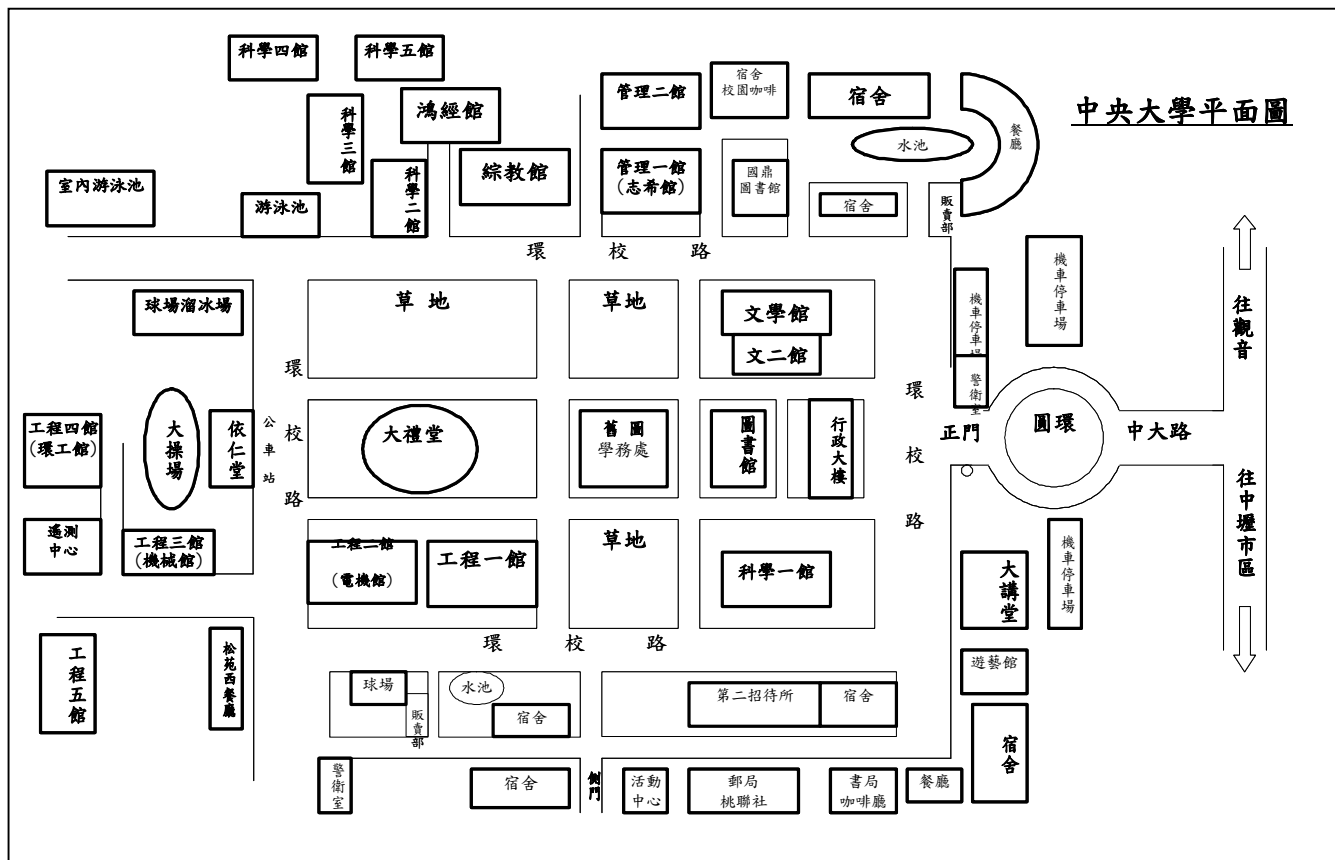 中央大學平面圖
科學四館
科學五館
科學三館
鴻經館
科學二館
綜教館
管理二館
管理一館
(志希館)
宿舍
校園咖啡
國鼎
圖書館
宿舍
水池
餐廳
宿舍
販賣部
室內游泳池
游泳池
環校路
機車停車場
機車停車場
往觀音
球場溜冰場
草地
草地
文學館
文二館
警衛室
環校路
環校路
工程四館
(環工館)
大操場
依仁堂
公車站
大禮堂
舊圖
學務處
圖書館
行政大樓
正門
圓環
中大路
往中壢市區
遙測
中心
工程三館
(機械館)
工程二館
(電機館)
工程一館
草地
科學一館
大講堂
機車停車場
環校路
工程五館
松苑西餐廳
球場
販賣部
水池
宿舍
第二招待所
宿舍
遊藝館
宿舍
警衛室
宿舍
側門
活動
中心
郵局
桃聯社
書局
咖啡廳
餐廳